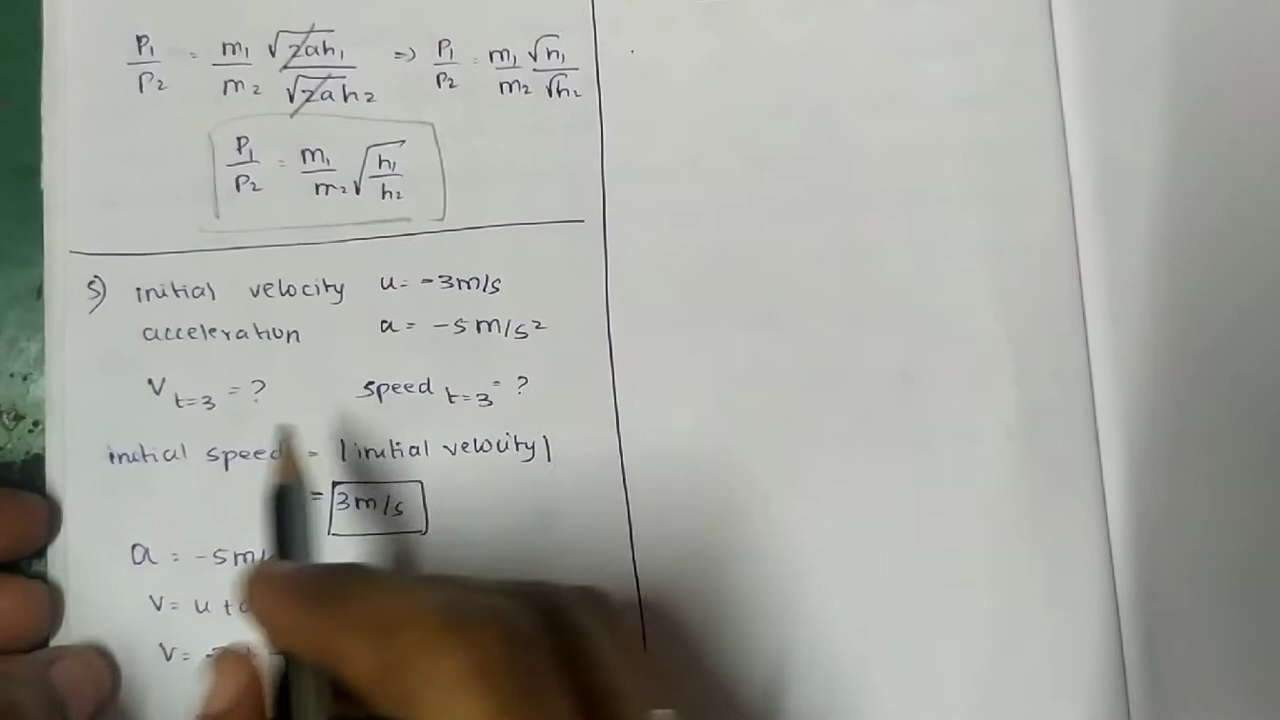 P₁/P₂ = m₁ √2ah₁ / m₂ √2ah₂ ⇒ P₁/P₂ = m₁ √h₁ / m₂ √h₂
P₁/P₂ = m₁/m₂ √h₁/h₂
5) initial velocity u = -3m/s
acceleration a = -5m/s²
V t=3 = ? speed t=3 = ?
initial speed = |initial velocity|
= 3m/s
a = -5m/
V = u +
V =